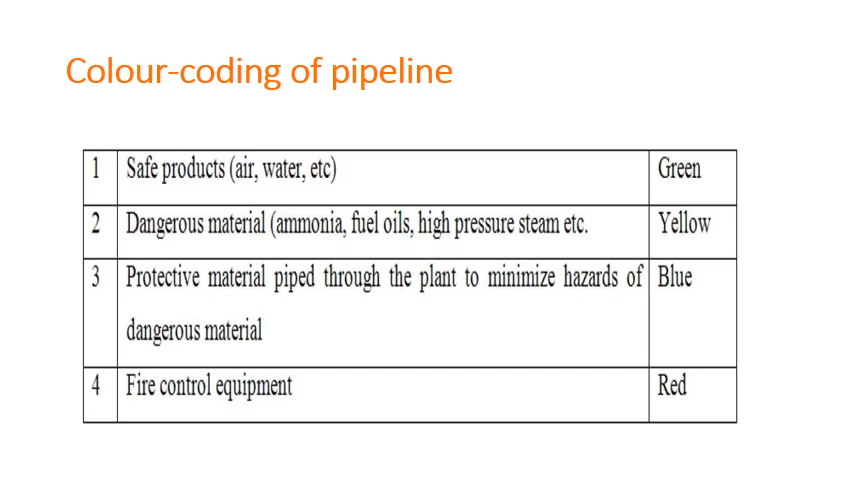 Colour-coding of pipeline
1 Safe products (air, water, etc) Green
2 Dangerous material (ammonia, fuel oils, high pressure steam etc. Yellow
3 Protective material piped through the plant to minimize hazards of Blue
dangerous material
4 Fire control equipment Red